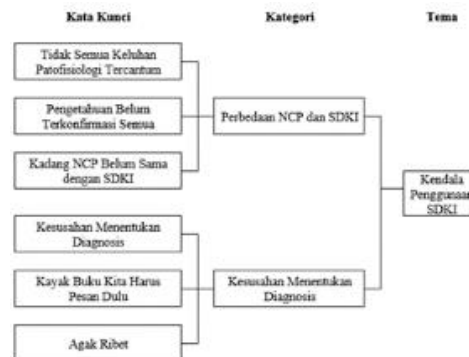 Kata Kunci
Kategori
Tema
Tidak Semua Keluhan
Patofisiologi Tercantum
Pengetahuan Belum
Terkonfirmasi Semua
Kadang NCP Belum Sama
dengan SDKI
Perbedaan NCP dan SDKI
Kesusahan Menentukan
Diagnosis
Kayak Buku Kita Harus
Pesan Dulu
Agak Ribet
Kesusahan Menentukan
Diagnosis
Kendala
Penggunaan
SDKI